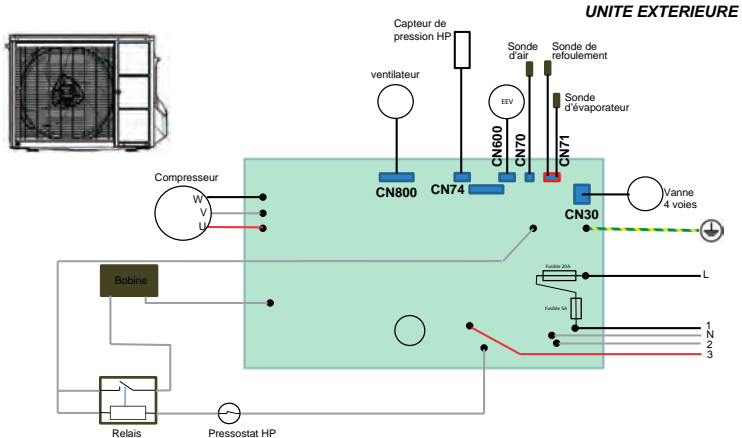 UNITE EXTERIEURE
Capteur de
pression HP
Sonde
d'air
Sonde de
refoulement
ventilateur
EEV
Sonde
d'évaporateur
CN600
CN70
CN71
Compresseur
CN800
CN74
CN30
Vanne
4 voies
W
V
U
Bobine
Fusible 20A
L
Fusible 5A
1
N
2
3
Relais
Pressostat HP